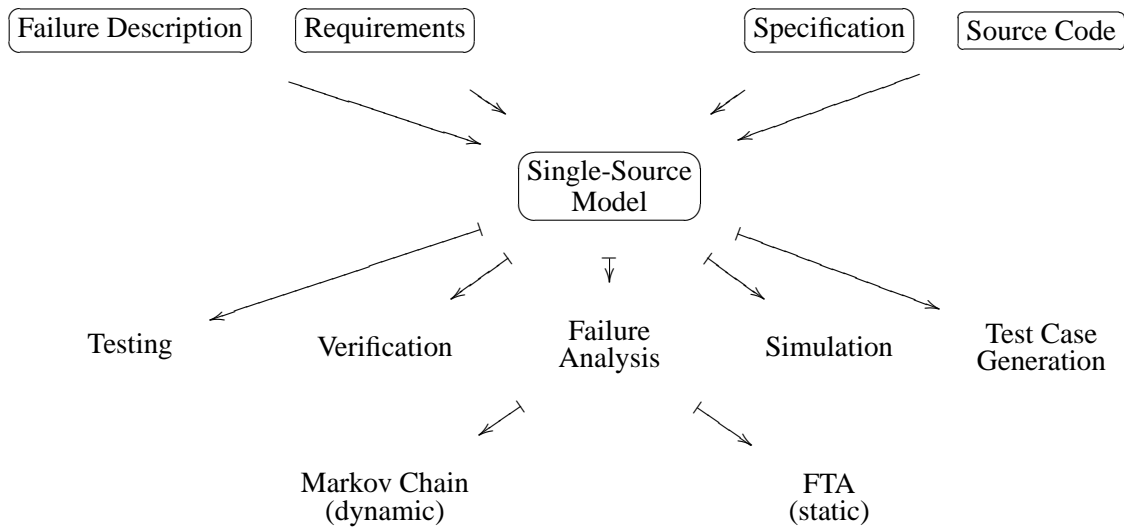 Failure Description
Requirements
Specification
Source Code
Single-Source
Model
Testing
Verification
Failure
Analysis
Simulation
Test Case
Generation
Markov Chain
(dynamic)
FTA
(static)